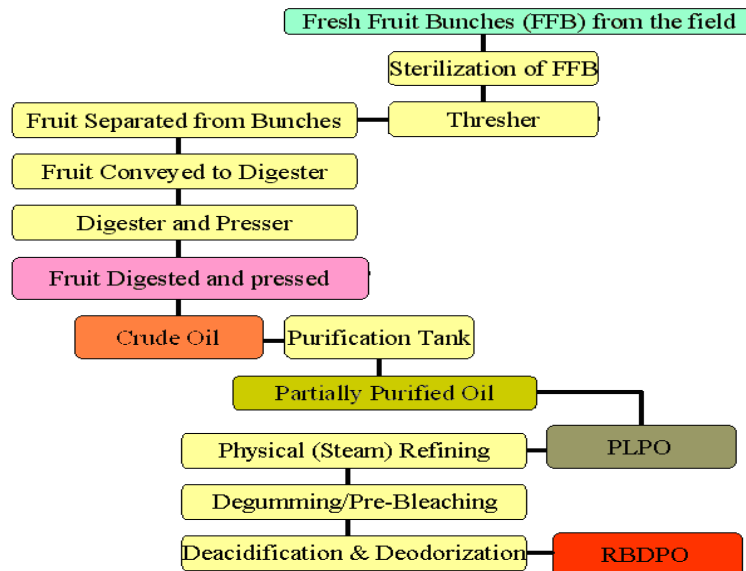 Fresh Fruit Bunches (FFB) from the field
Sterilization of FFB
Thresher
Fruit Separated from Bunches
Fruit Conveyed to Digester
Digester and Presser
Fruit Digested and pressed
Crude Oil
Purification Tank
Partially Purified Oil
PLPO
Physical (Steam) Refining
Degumming/Pre-Bleaching
Deacidification & Deodorization
RBDPO